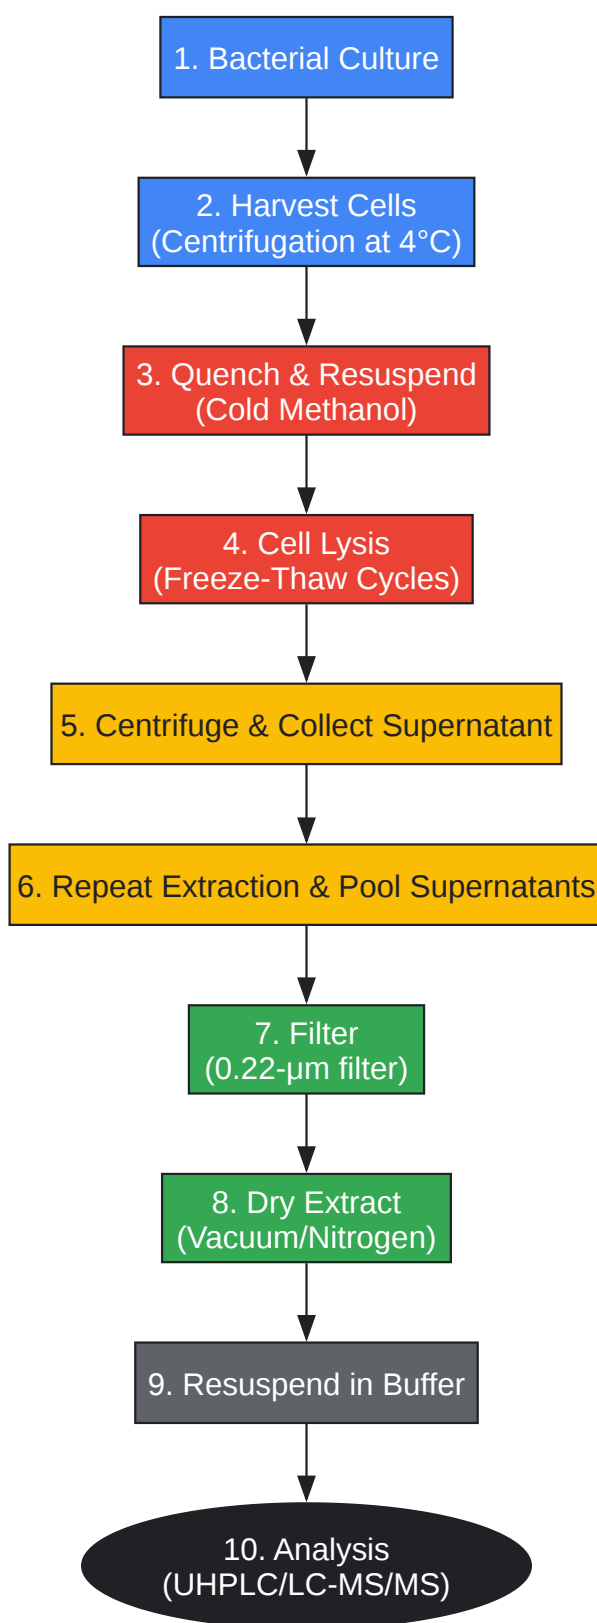 1. Bacterial Culture
2. Harvest Cells
(Centrifugation at 4°C)
3. Quench & Resuspend
(Cold Methanol)
4. Cell Lysis
(Freeze-Thaw Cycles)
5. Centrifuge & Collect Supernatant
6. Repeat Extraction & Pool Supernatants
7. Filter
(0.22-μm filter)
8. Dry Extract
(Vacuum/Nitrogen)
9. Resuspend in Buffer
10. Analysis
(UHPLC/LC-MS/MS)